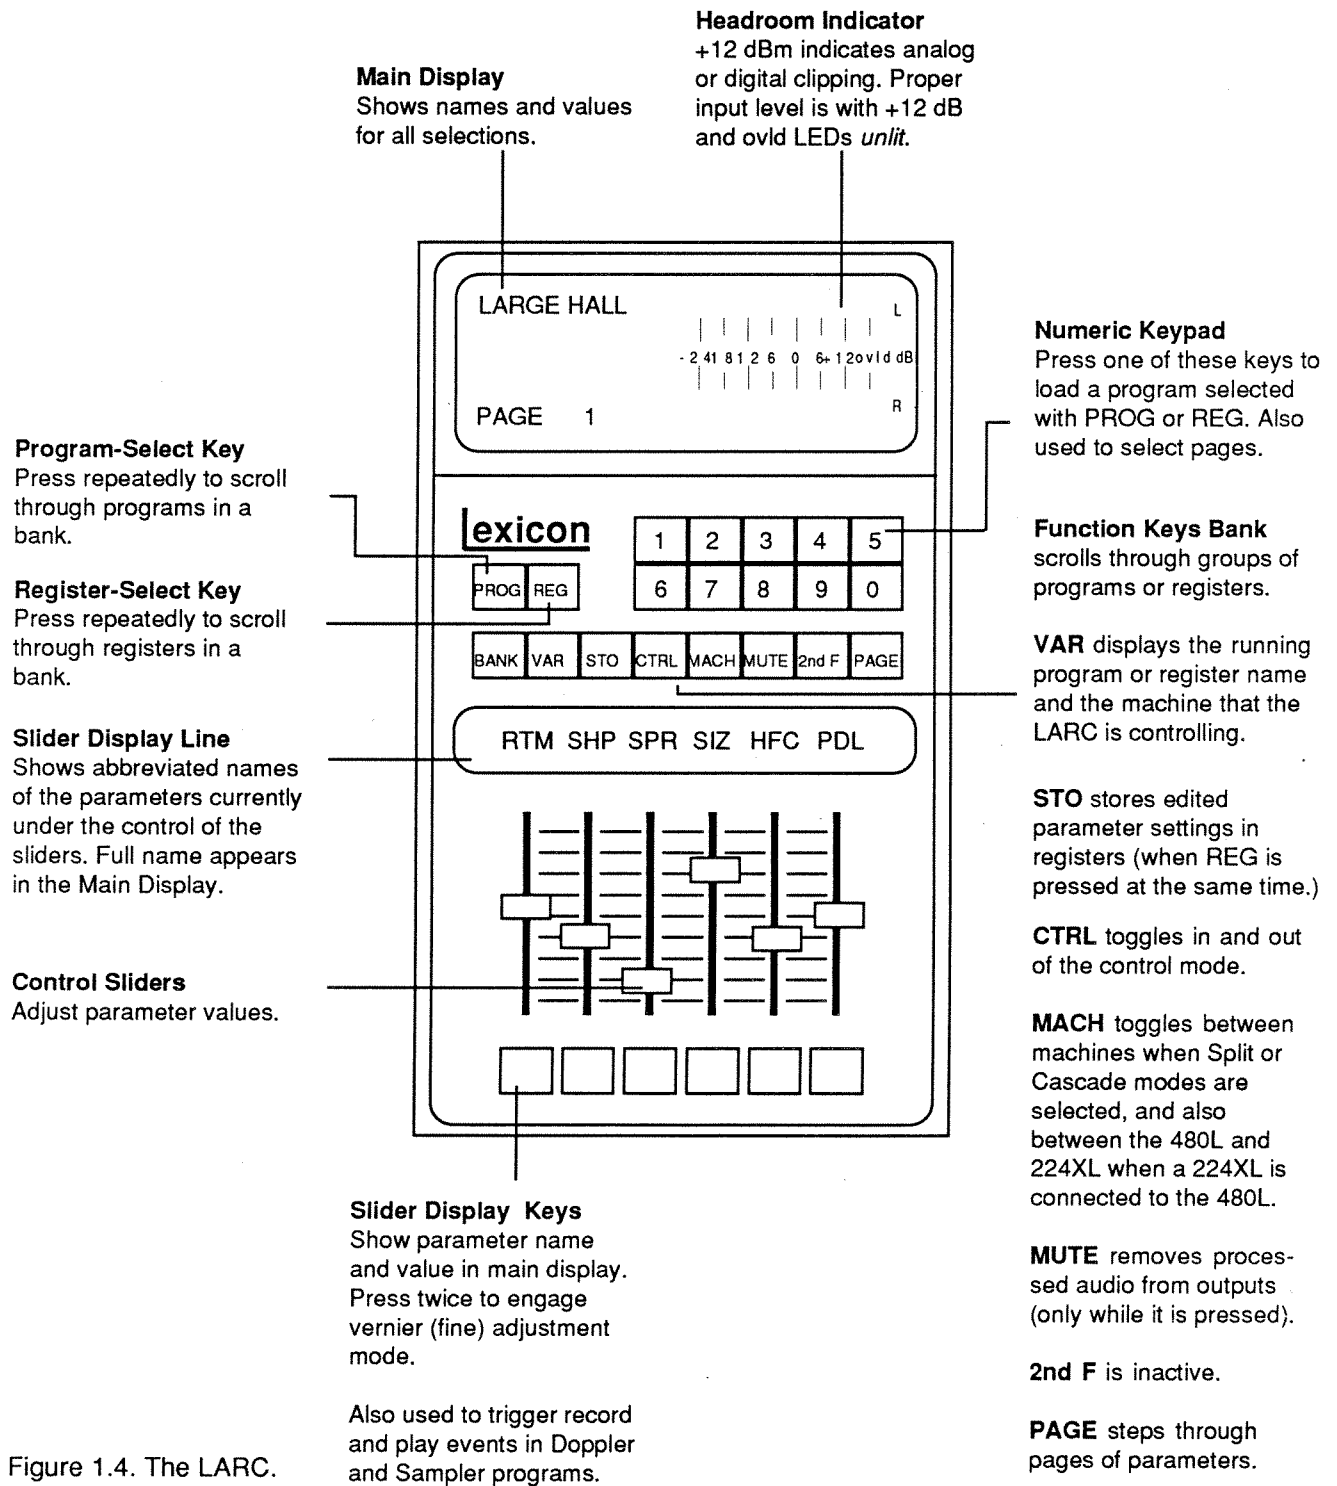 Headroom Indicator
+12 dBm indicates analog
or digital clipping. Proper
input level is with +12 dB
and ovld LEDs unlit.
Main Display
Shows names and values
for all selections.
LARGE HALL
L
- 2 41 8 1 2 6 0 6+ 1 2 o v l d dB
R
PAGE 1
Numeric Keypad
Press one of these keys to
load a program selected
with PROG or REG. Also
used to select pages.
Program-Select Key
Press repeatedly to scroll
through programs in a
bank.
lexicon
1 2 3 4 5
6 7 8 9 0
PROG REG
Function Keys Bank
scrolls through groups of
programs or registers.
Register-Select Key
Press repeatedly to scroll
through registers in a
bank.
BANK VAR STO CTRL MACH MUTE 2nd F PAGE
VAR displays the running
program or register name
and the machine that the
LARC is controlling.
Slider Display Line
Shows abbreviated names
of the parameters currently
under the control of the
sliders. Full name appears
in the Main Display.
RTM SHP SPR SIZ HFC PDL
STO stores edited
parameter settings in
registers (when REG is
pressed at the same time.)
CTRL toggles in and out
of the control mode.
Control Sliders
Adjust parameter values.
MACH toggles between
machines when Split or
Cascade modes are
selected, and also
between the 480L and
224XL when a 224XL is
connected to the 480L.
Slider Display Keys
Show parameter name
and value in main display.
Press twice to engage
vernier (fine) adjustment
mode.
Also used to trigger record
and play events in Doppler
and Sampler programs.
MUTE removes proces-
sed audio from outputs
(only while it is pressed).
2nd F is inactive.
PAGE steps through
pages of parameters.
Figure 1.4. The LARC.